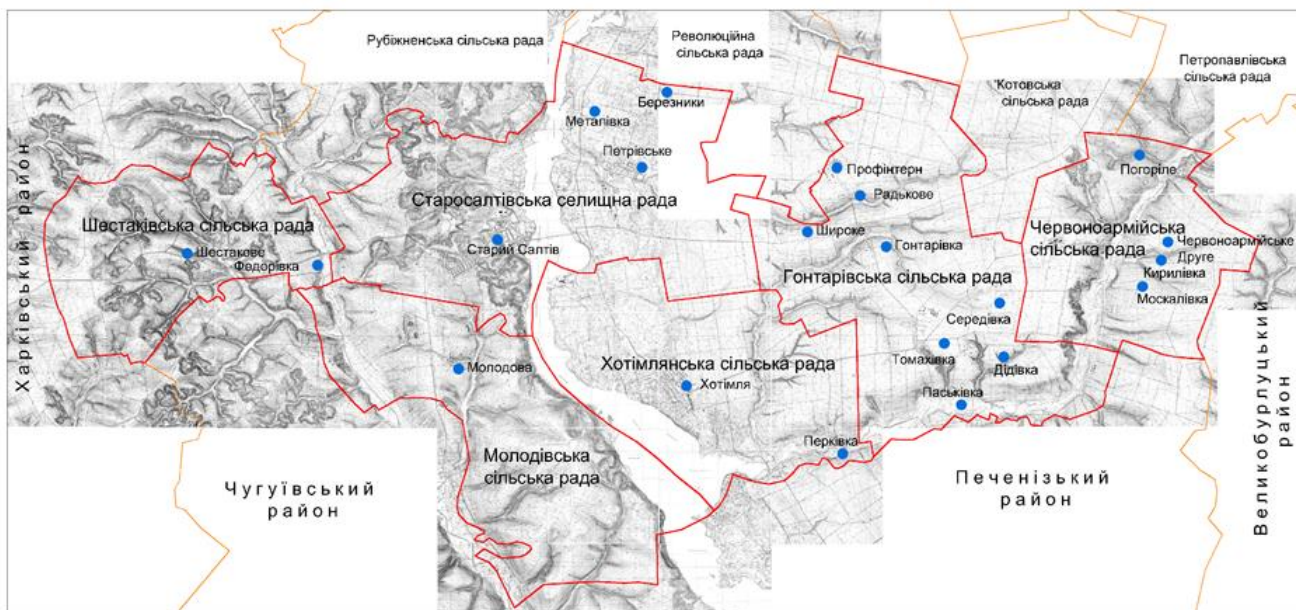 Рубіжненська сільська рада
Революційна
сільська рада
Петропавлівська
сільська рада
Котовська
сільська рада
Березники
Металівка
Петрівське
Профінтерн
Погоріле
Радькове
Харківський район
Шестаківська сільська рада
Старосалтівська селищна рада
Широке
Гонтарівка
Червоноармійська
сільська рада
Червоноармійське
Друге
Старий Салтів
Шестакове
Федорівка
Гонтарівська сільська рада
Кирилівка
Москалівка
Середівка
Томахівка
Дідівка
Молодова
Хотімлянська сільська рада
Хотімля
Паськівка
Перківка
Молодівська
сільська рада
Чугуївський
район
Печенізький
район
Великобурлуцький
район